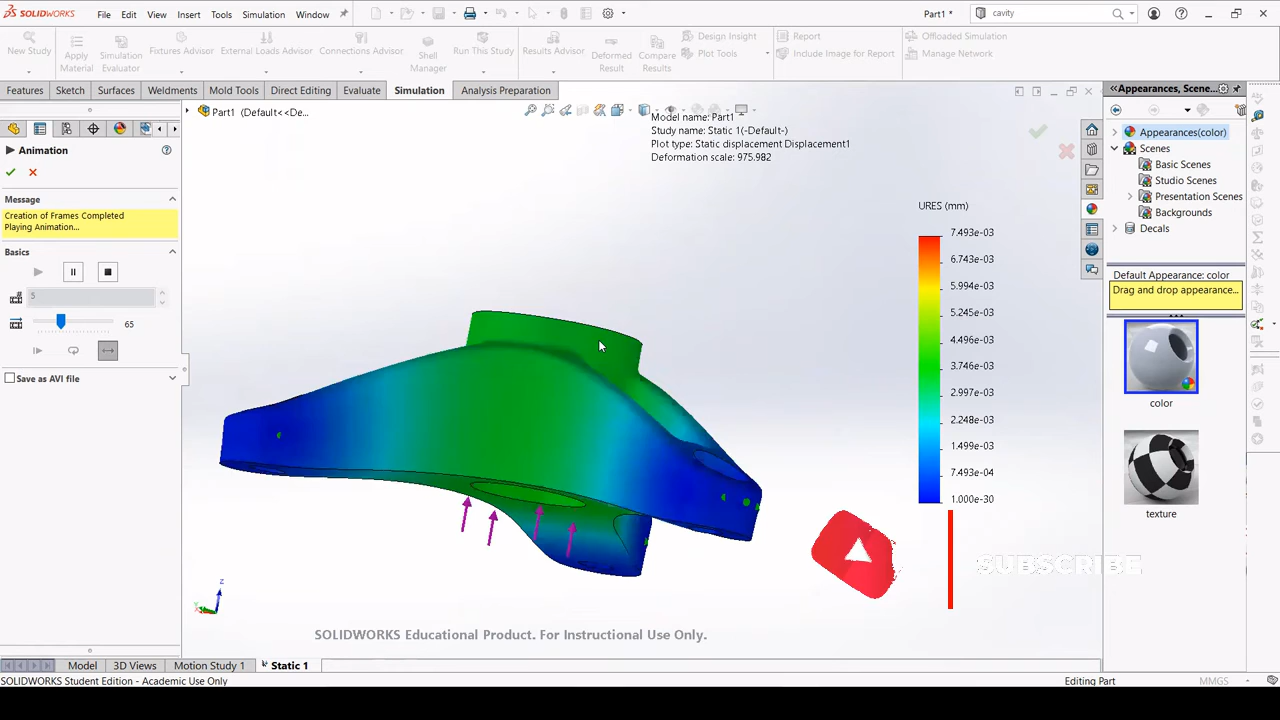 SOLIDWORKS File Edit View Insert Tools Simulation Window Part1 * cavity
New Study Apply Material Simulation Evaluator Fixtures Advisor External Loads Advisor Connections Advisor Shell Manager Run This Study Results Advisor Deformed Result Compare Results Design Insight Plot Tools Report Include Image for Report Offloaded Simulation Manage Network
Features Sketch Surfaces Weldments Mold Tools Direct Editing Evaluate Simulation Analysis Preparation
Appearances, Scene...
Part1 (Default<<De...
Model name: Part1
Study name: Static 1(-Default-)
Plot type: Static displacement Displacement1
Deformation scale: 975.982
Animation
Message
Creation of Frames Completed
Playing Animation...
Basics
5
65
Save as AVI file
URES (mm)
7.493e-03
6.743e-03
5.994e-03
5.245e-03
4.496e-03
3.746e-03
2.997e-03
2.248e-03
1.499e-03
7.493e-04
1.000e-30
Appearances(color)
Scenes
Basic Scenes
Studio Scenes
Presentation Scenes
Backgrounds
Decals
Default Appearance: color
Drag and drop appearance...
color
texture
SUBSCRIBE
z
SOLIDWORKS Educational Product. For Instructional Use Only.
Model 3D Views Motion Study 1 Static 1
SOLIDWORKS Student Edition - Academic Use Only Editing Part MMGS